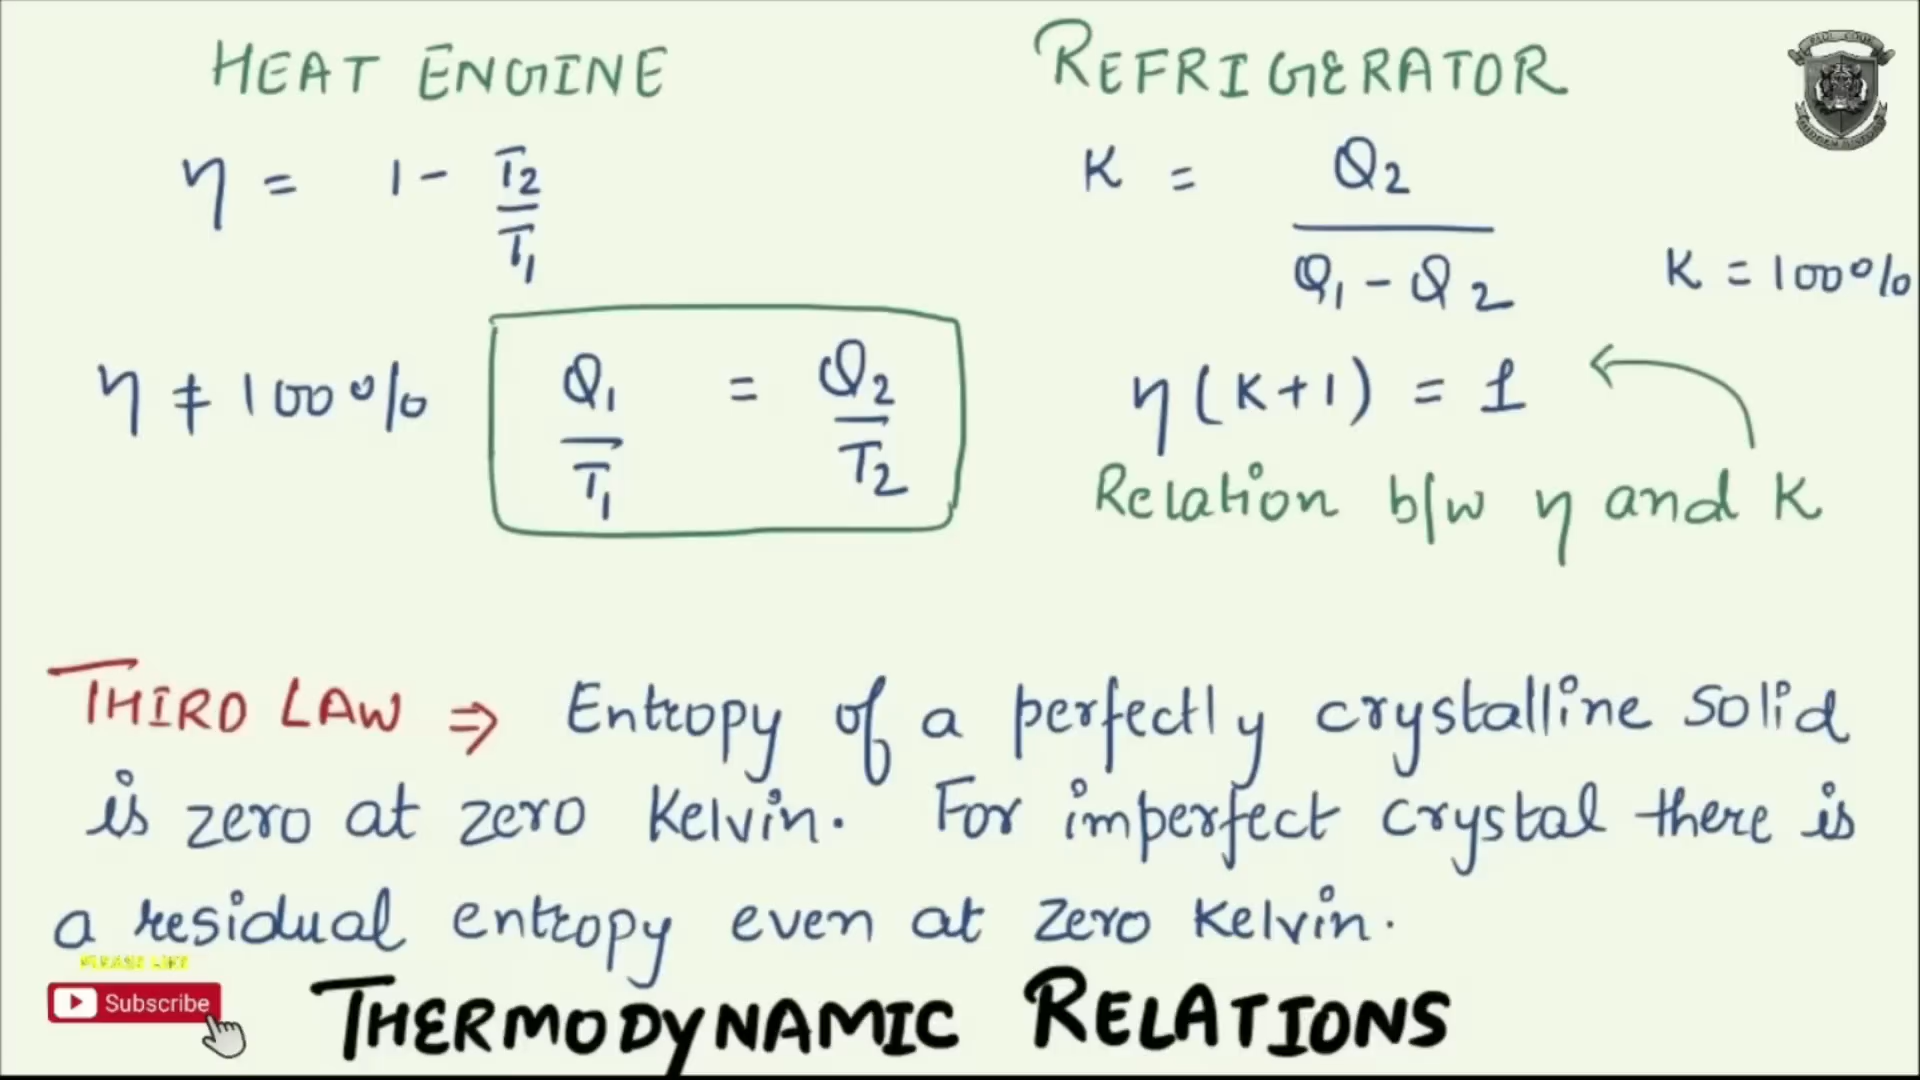 HEAT ENGINE
η = 1 - T2/T1
η ≠ 100%
Q1/T1 = Q2/T2
REFRIGERATOR
K = Q2/(Q1 - Q2)
K = 100%
η(K+1) = 1
Relation b/w η and K
THIRD LAW ⇒ Entropy of a perfectly crystalline solid
is zero at zero Kelvin. For imperfect crystal there is
a residual entropy even at zero Kelvin.
PLEASE LIKE
Subscribe
THERMODYNAMIC RELATIONS